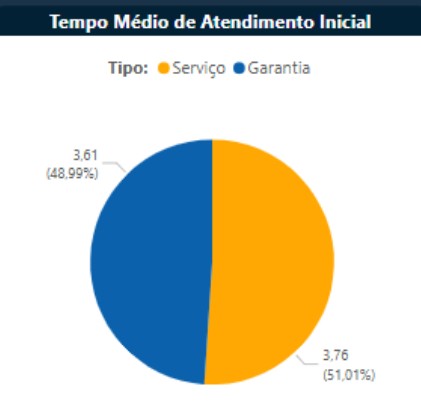 Tempo Médio de Atendimento Inicial
Tipo: Serviço Garantia
3,61
(48,99%)
3,76
(51,01%)